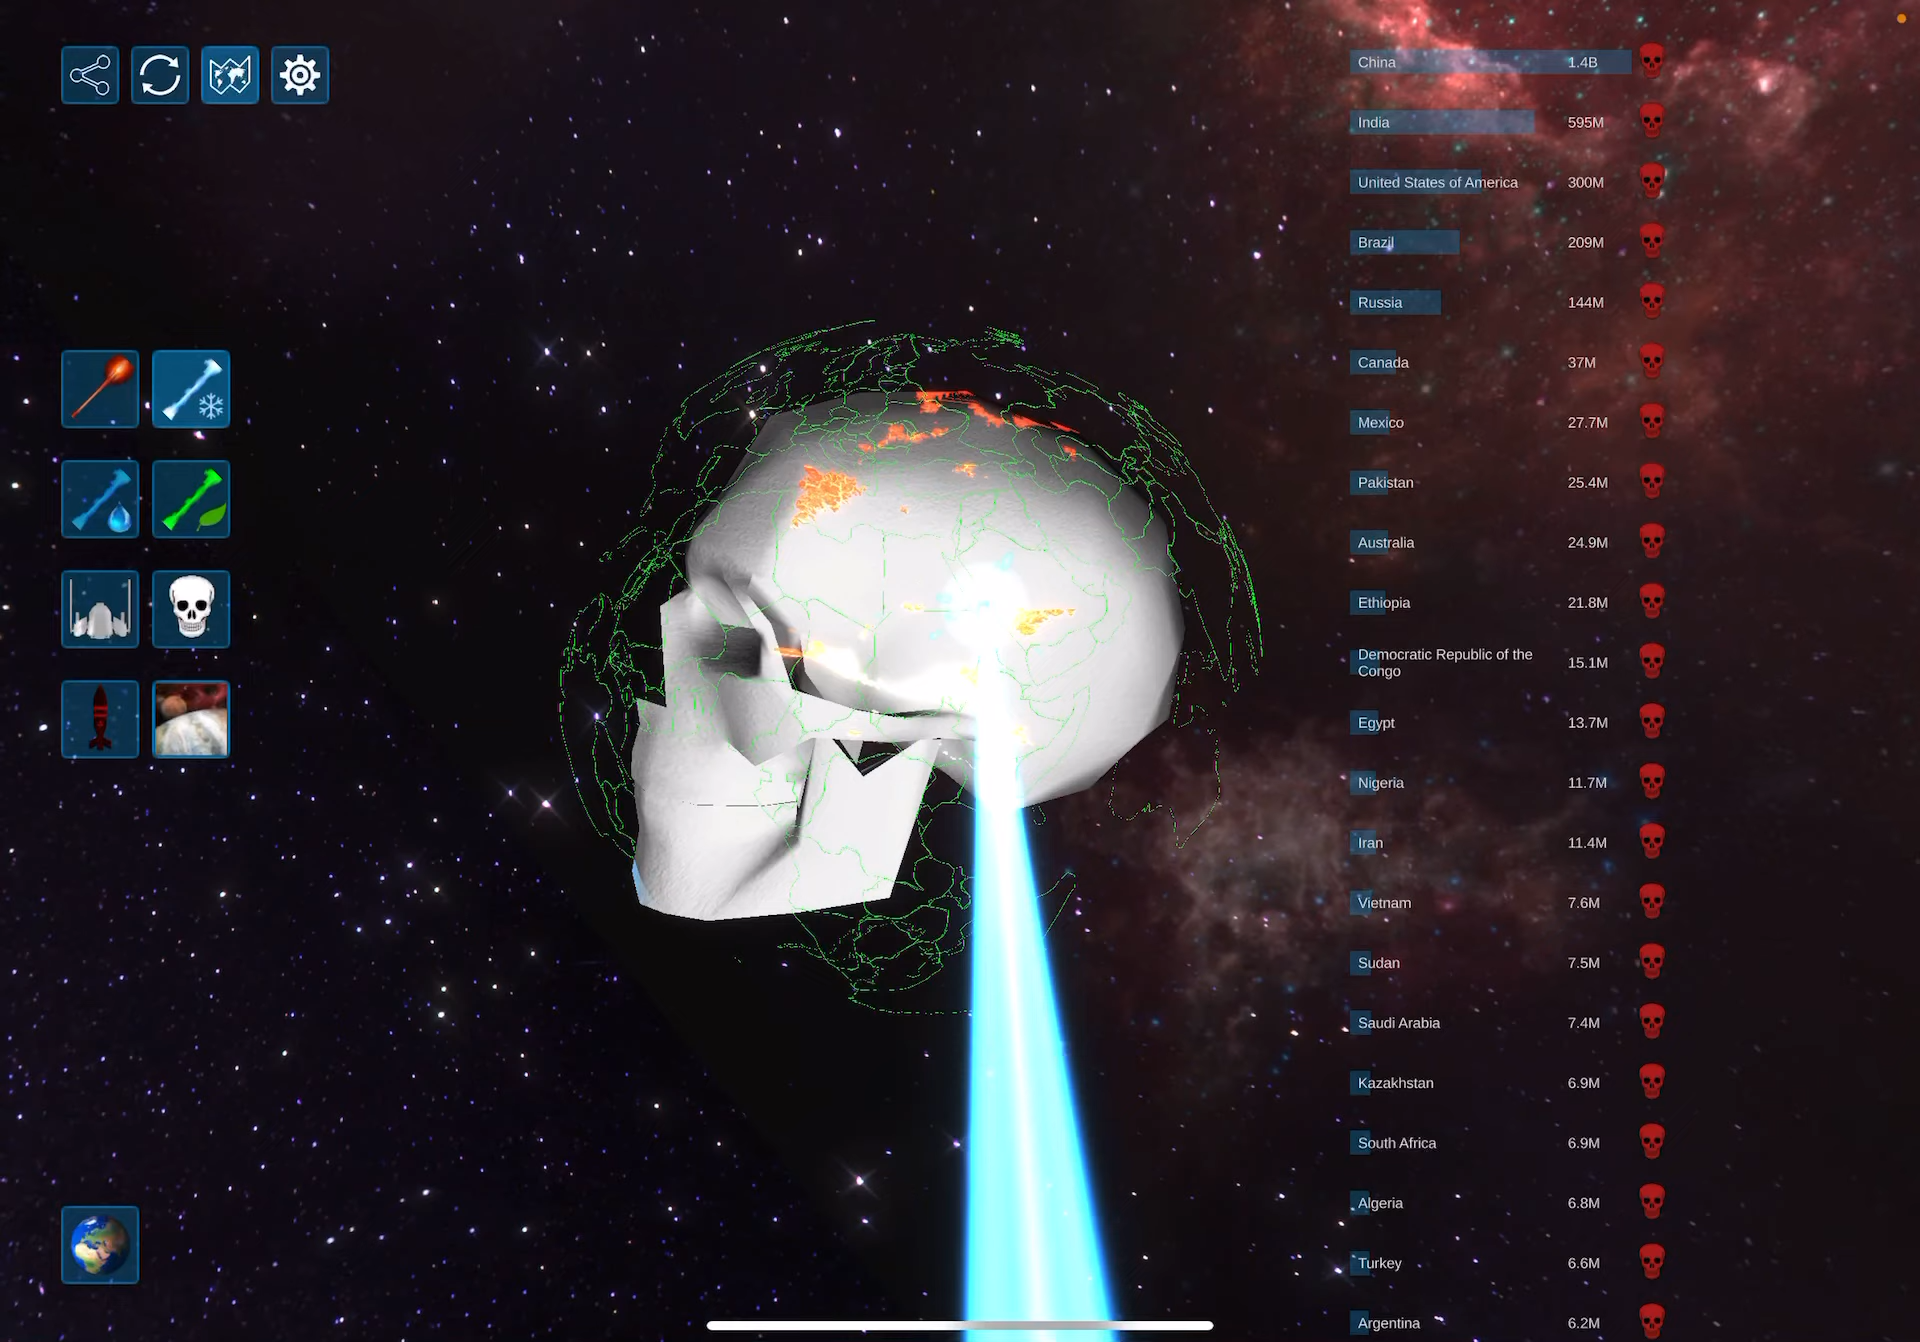 China 1.4B
India 595M
United States of America 300M
Brazil 209M
Russia 144M
Canada 37M
Mexico 27.7M
Pakistan 25.4M
Australia 24.9M
Ethiopia 21.8M
Democratic Republic of the
Congo 15.1M
Egypt 13.7M
Nigeria 11.7M
Iran 11.4M
Vietnam 7.6M
Sudan 7.5M
Saudi Arabia 7.4M
Kazakhstan 6.9M
South Africa 6.9M
Algeria 6.8M
Turkey 6.6M
Argentina 6.2M